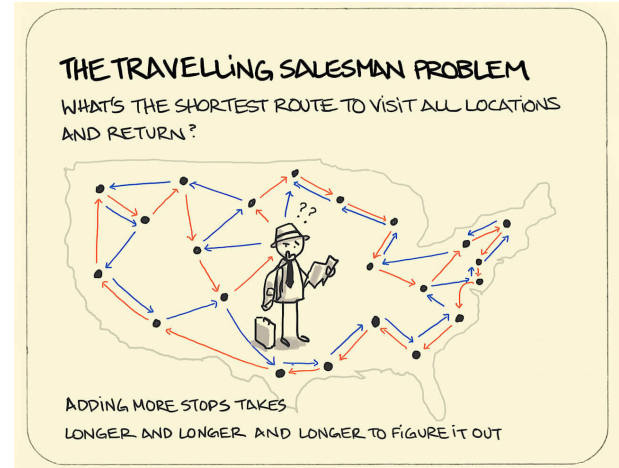 THE TRAVELLING SALESMAN PROBLEM
WHAT'S THE SHORTEST ROUTE TO VISIT ALL LOCATIONS
AND RETURN?
??
ADDING MORE STOPS TAKES
LONGER AND LONGER AND LONGER TO FIGURE IT OUT